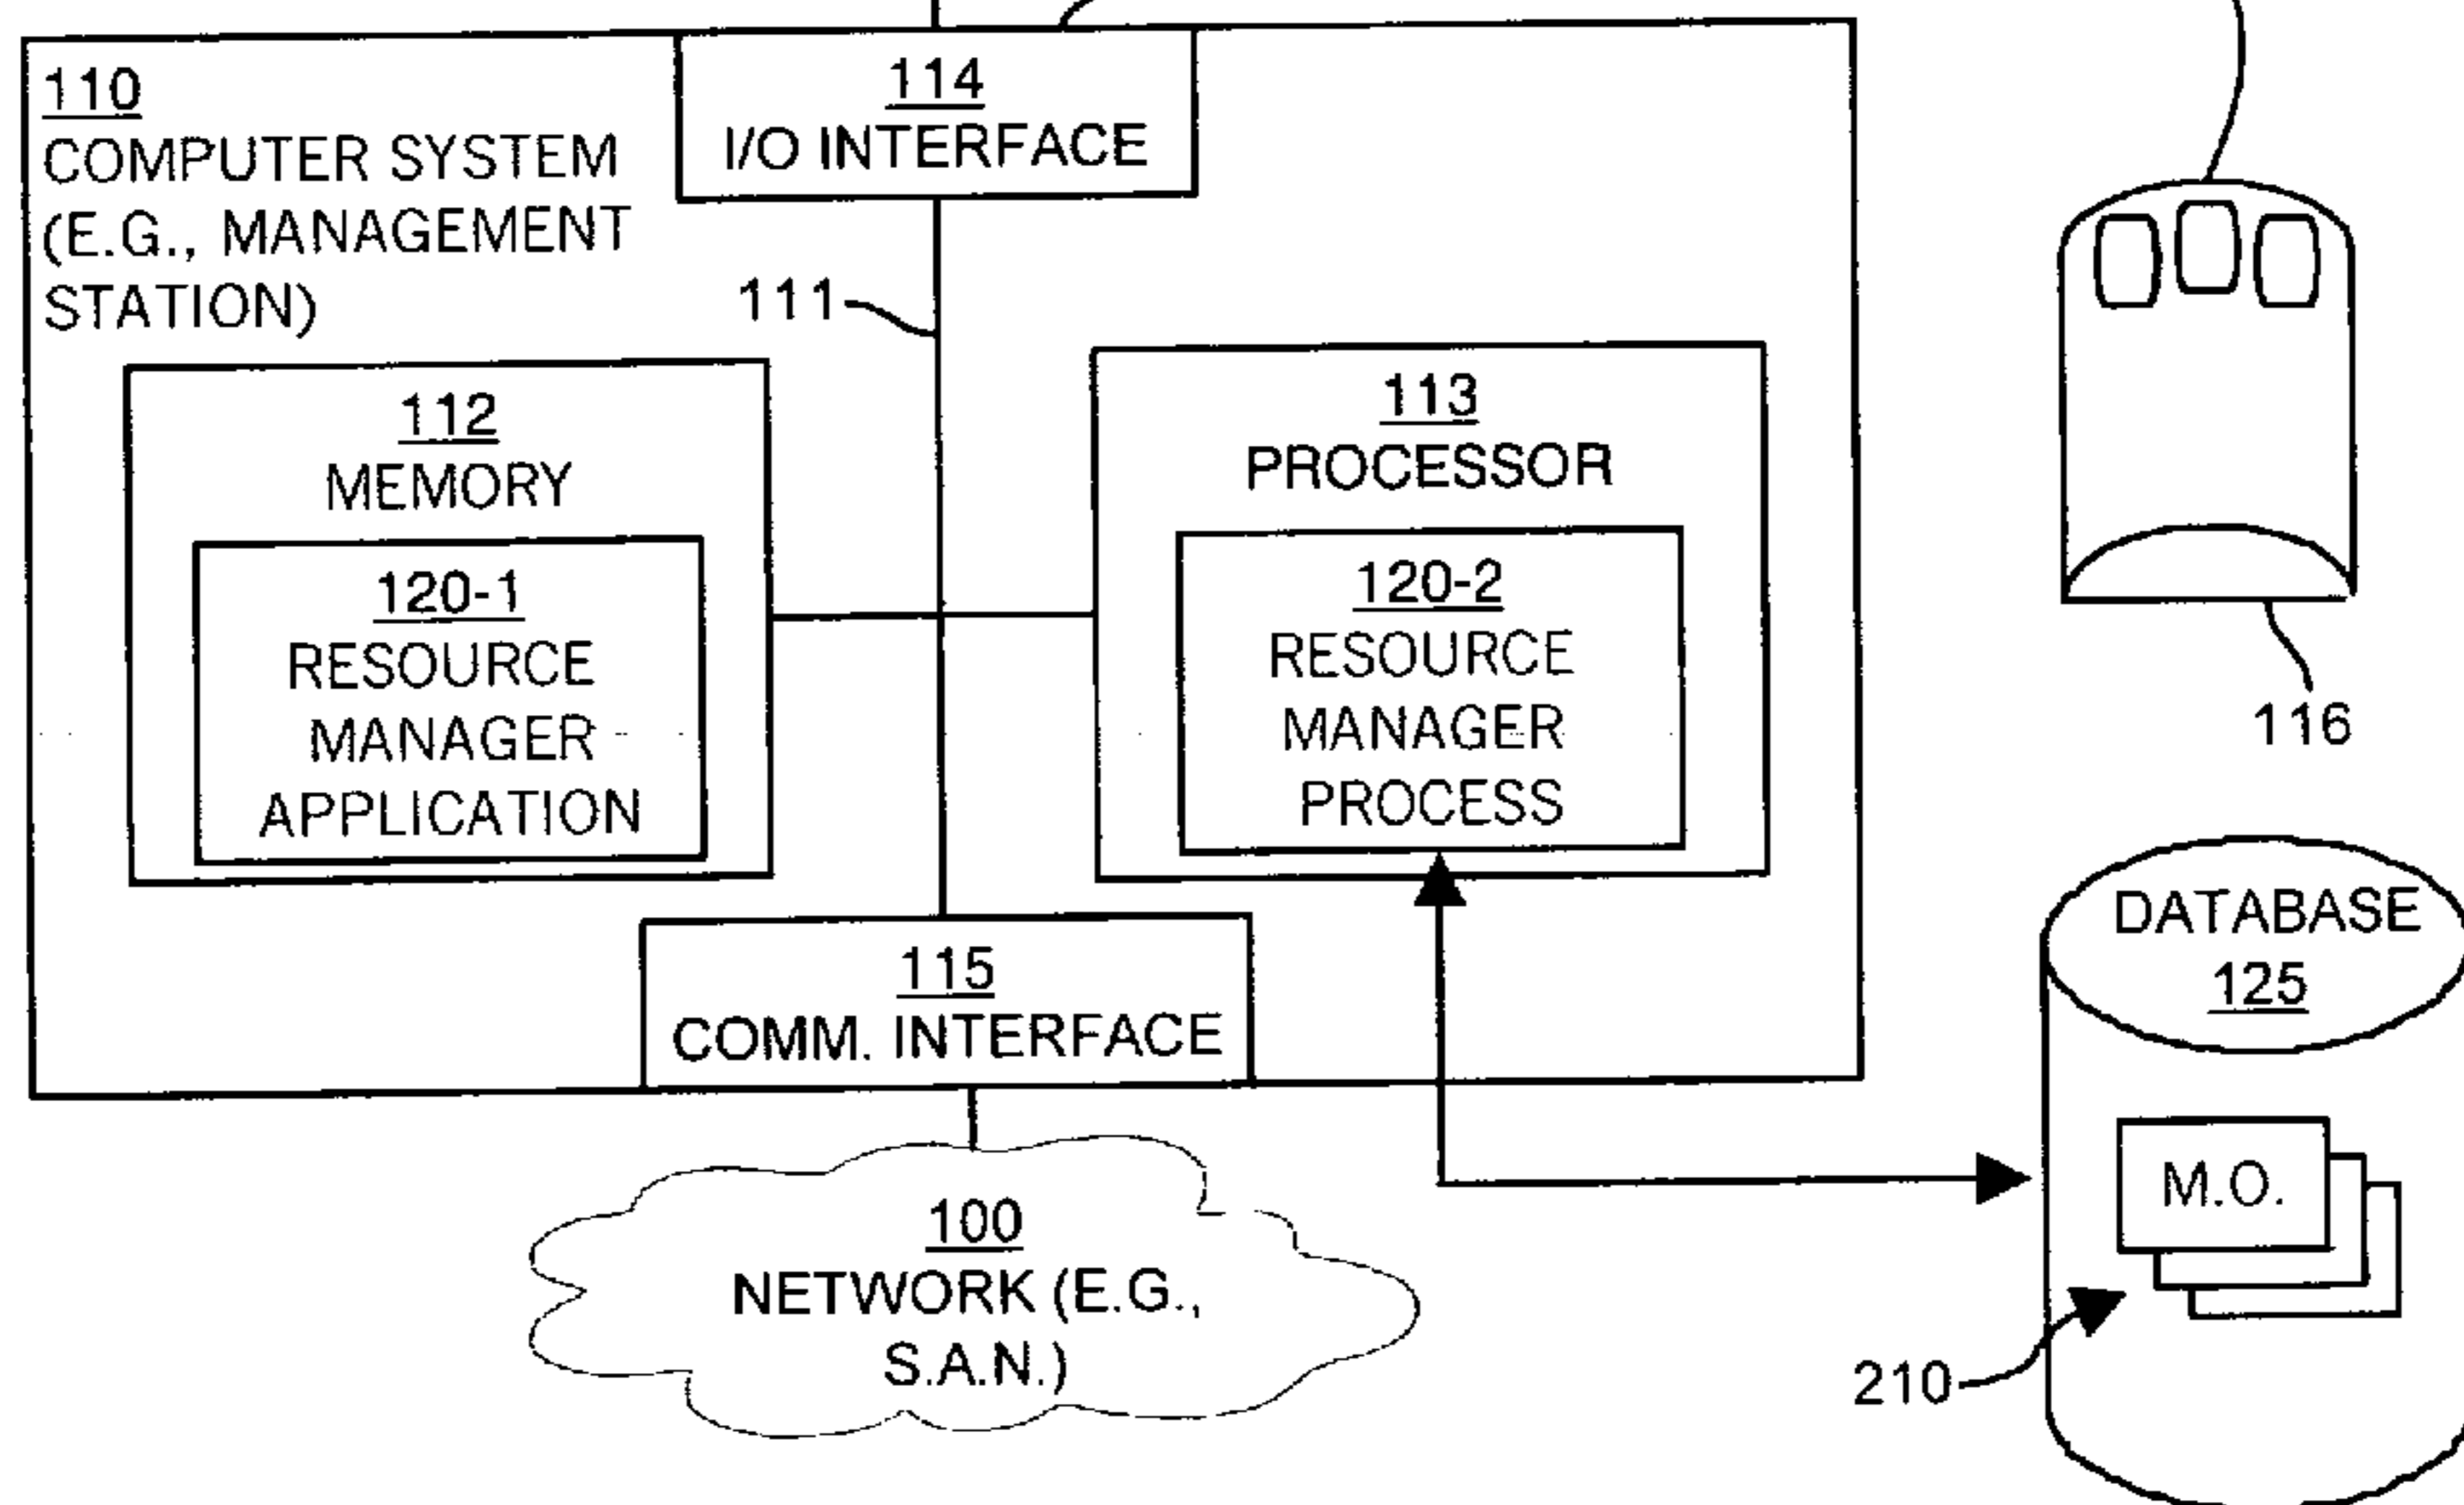 110
COMPUTER SYSTEM
(E.G., MANAGEMENT
STATION)
114
I/O INTERFACE
111
112
MEMORY
120-1
RESOURCE
MANAGER
APPLICATION
113
PROCESSOR
120-2
RESOURCE
MANAGER
PROCESS
116
115
COMM. INTERFACE
DATABASE
125
M.O.
210
100
NETWORK (E.G.,
S.A.N.)